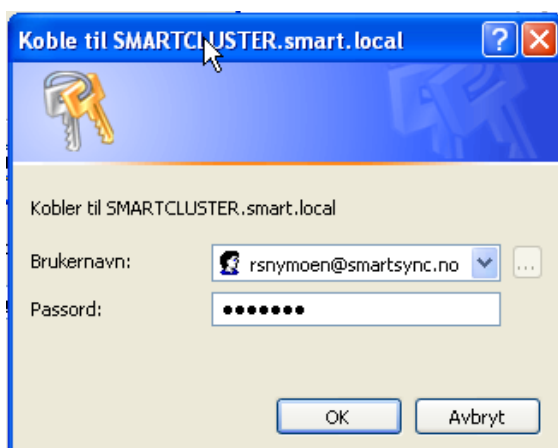 Koble til SMARTCLUSTER.smart.local
Kobler til SMARTCLUSTER.smart.local
Brukernavn: rsnymoen@smartsync.no ...
Passord: •••••••
OK Avbryt